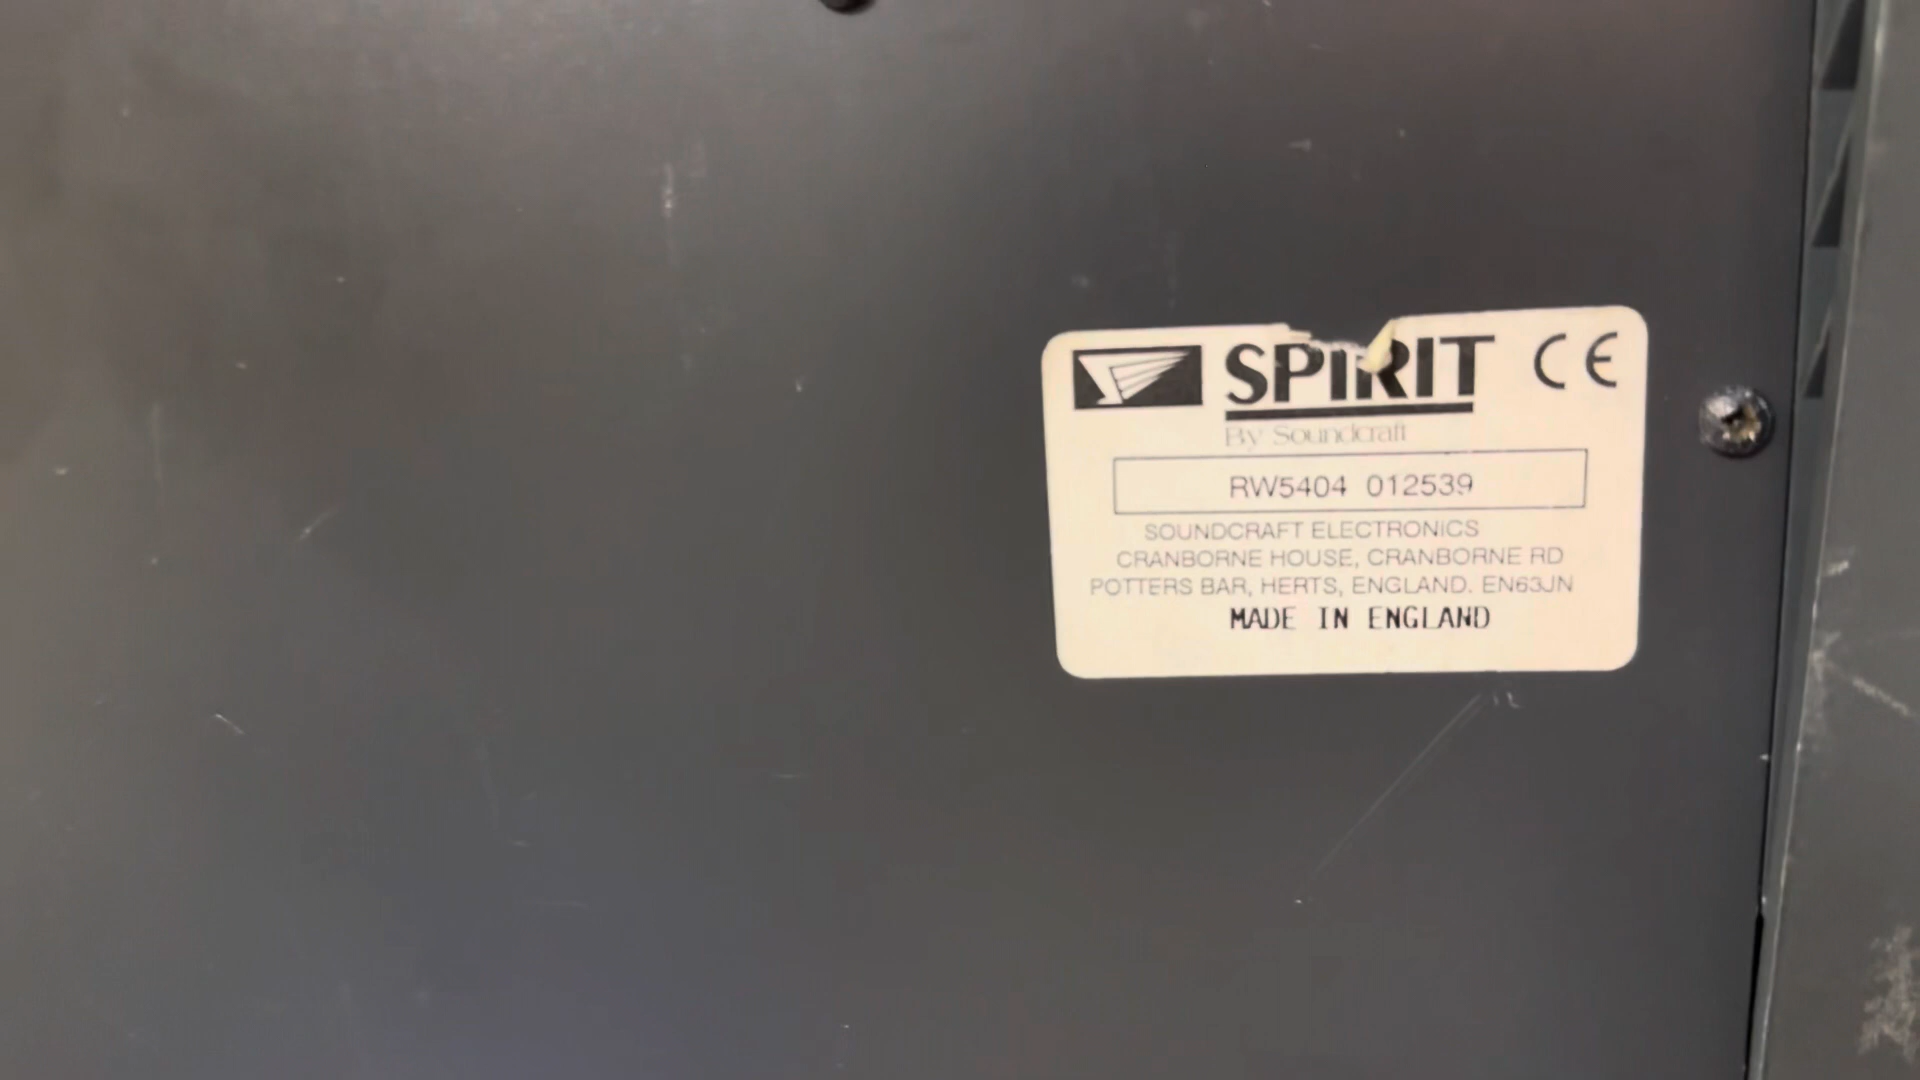 SPIRIT CE
By Soundcraft
RW5404 012539
SOUNDCRAFT ELECTRONICS
CRANBORNE HOUSE, CRANBORNE RD
POTTERS BAR, HERTS, ENGLAND. EN63JN
MADE IN ENGLAND